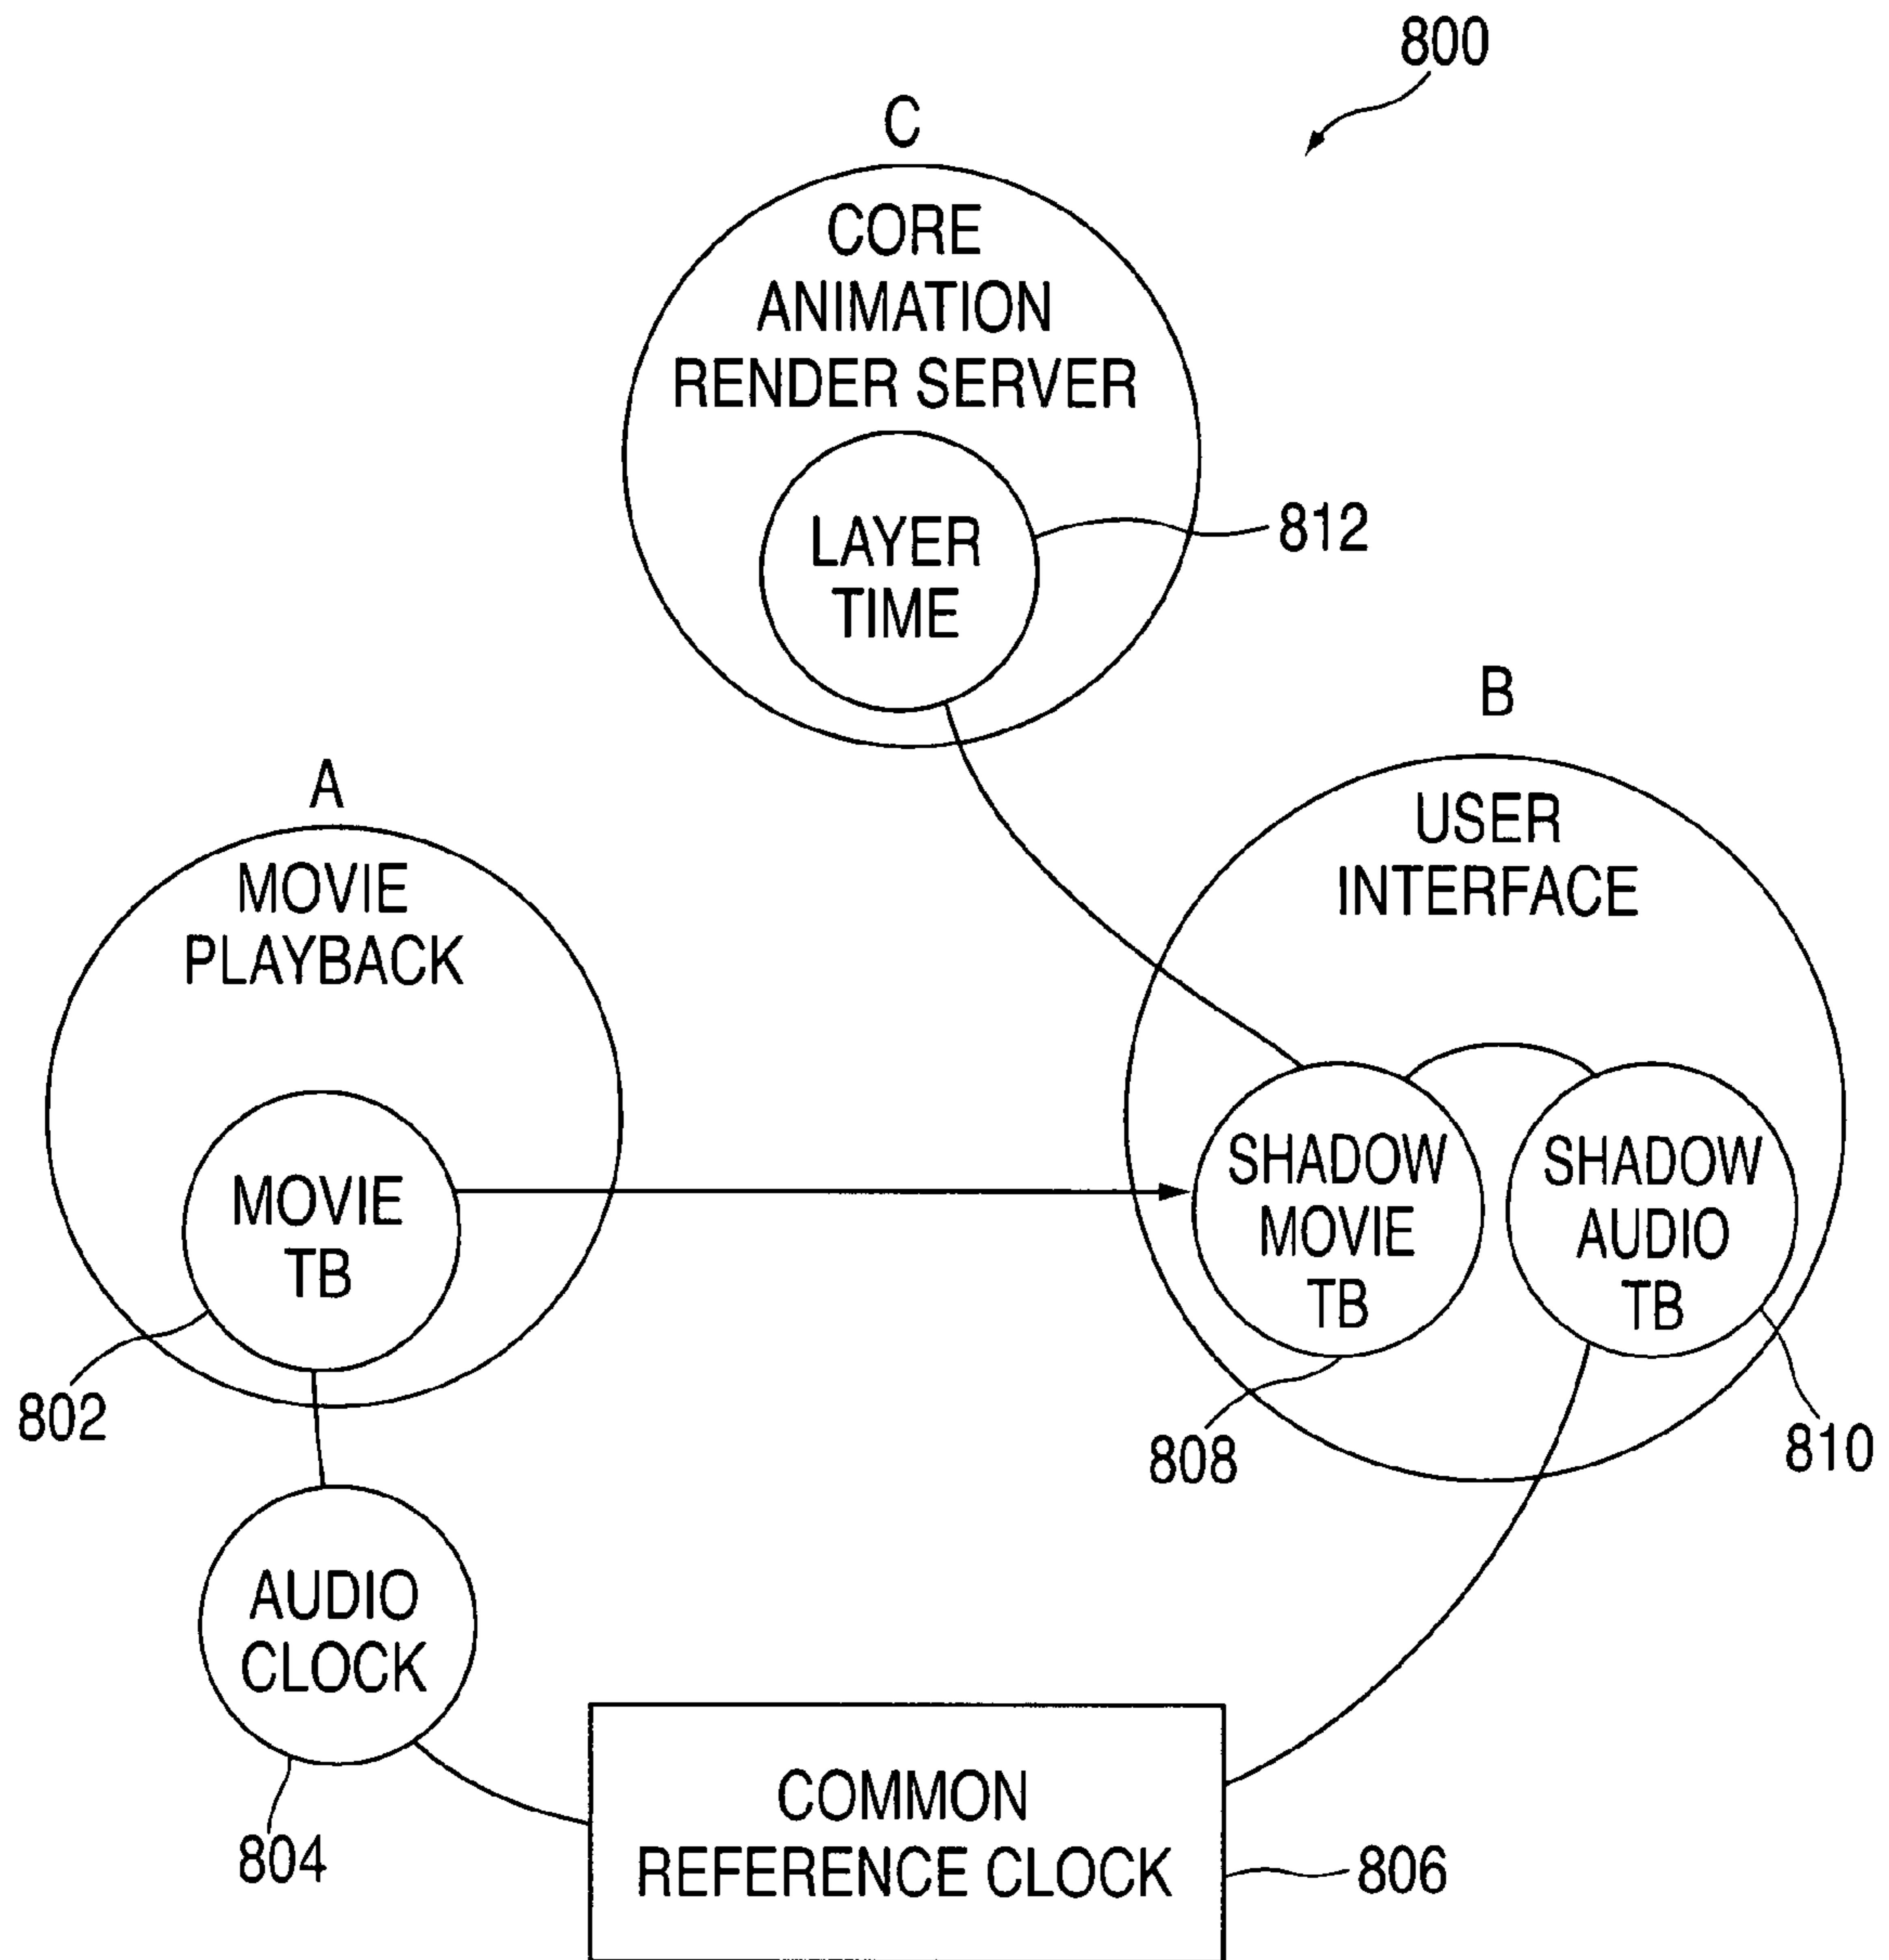 800
C
CORE
ANIMATION
RENDER SERVER
LAYER
TIME
812
B
USER
INTERFACE
A
MOVIE
PLAYBACK
MOVIE
TB
SHADOW
MOVIE
TB
SHADOW
AUDIO
TB
802
808
810
AUDIO
CLOCK
804
COMMON
REFERENCE CLOCK
806